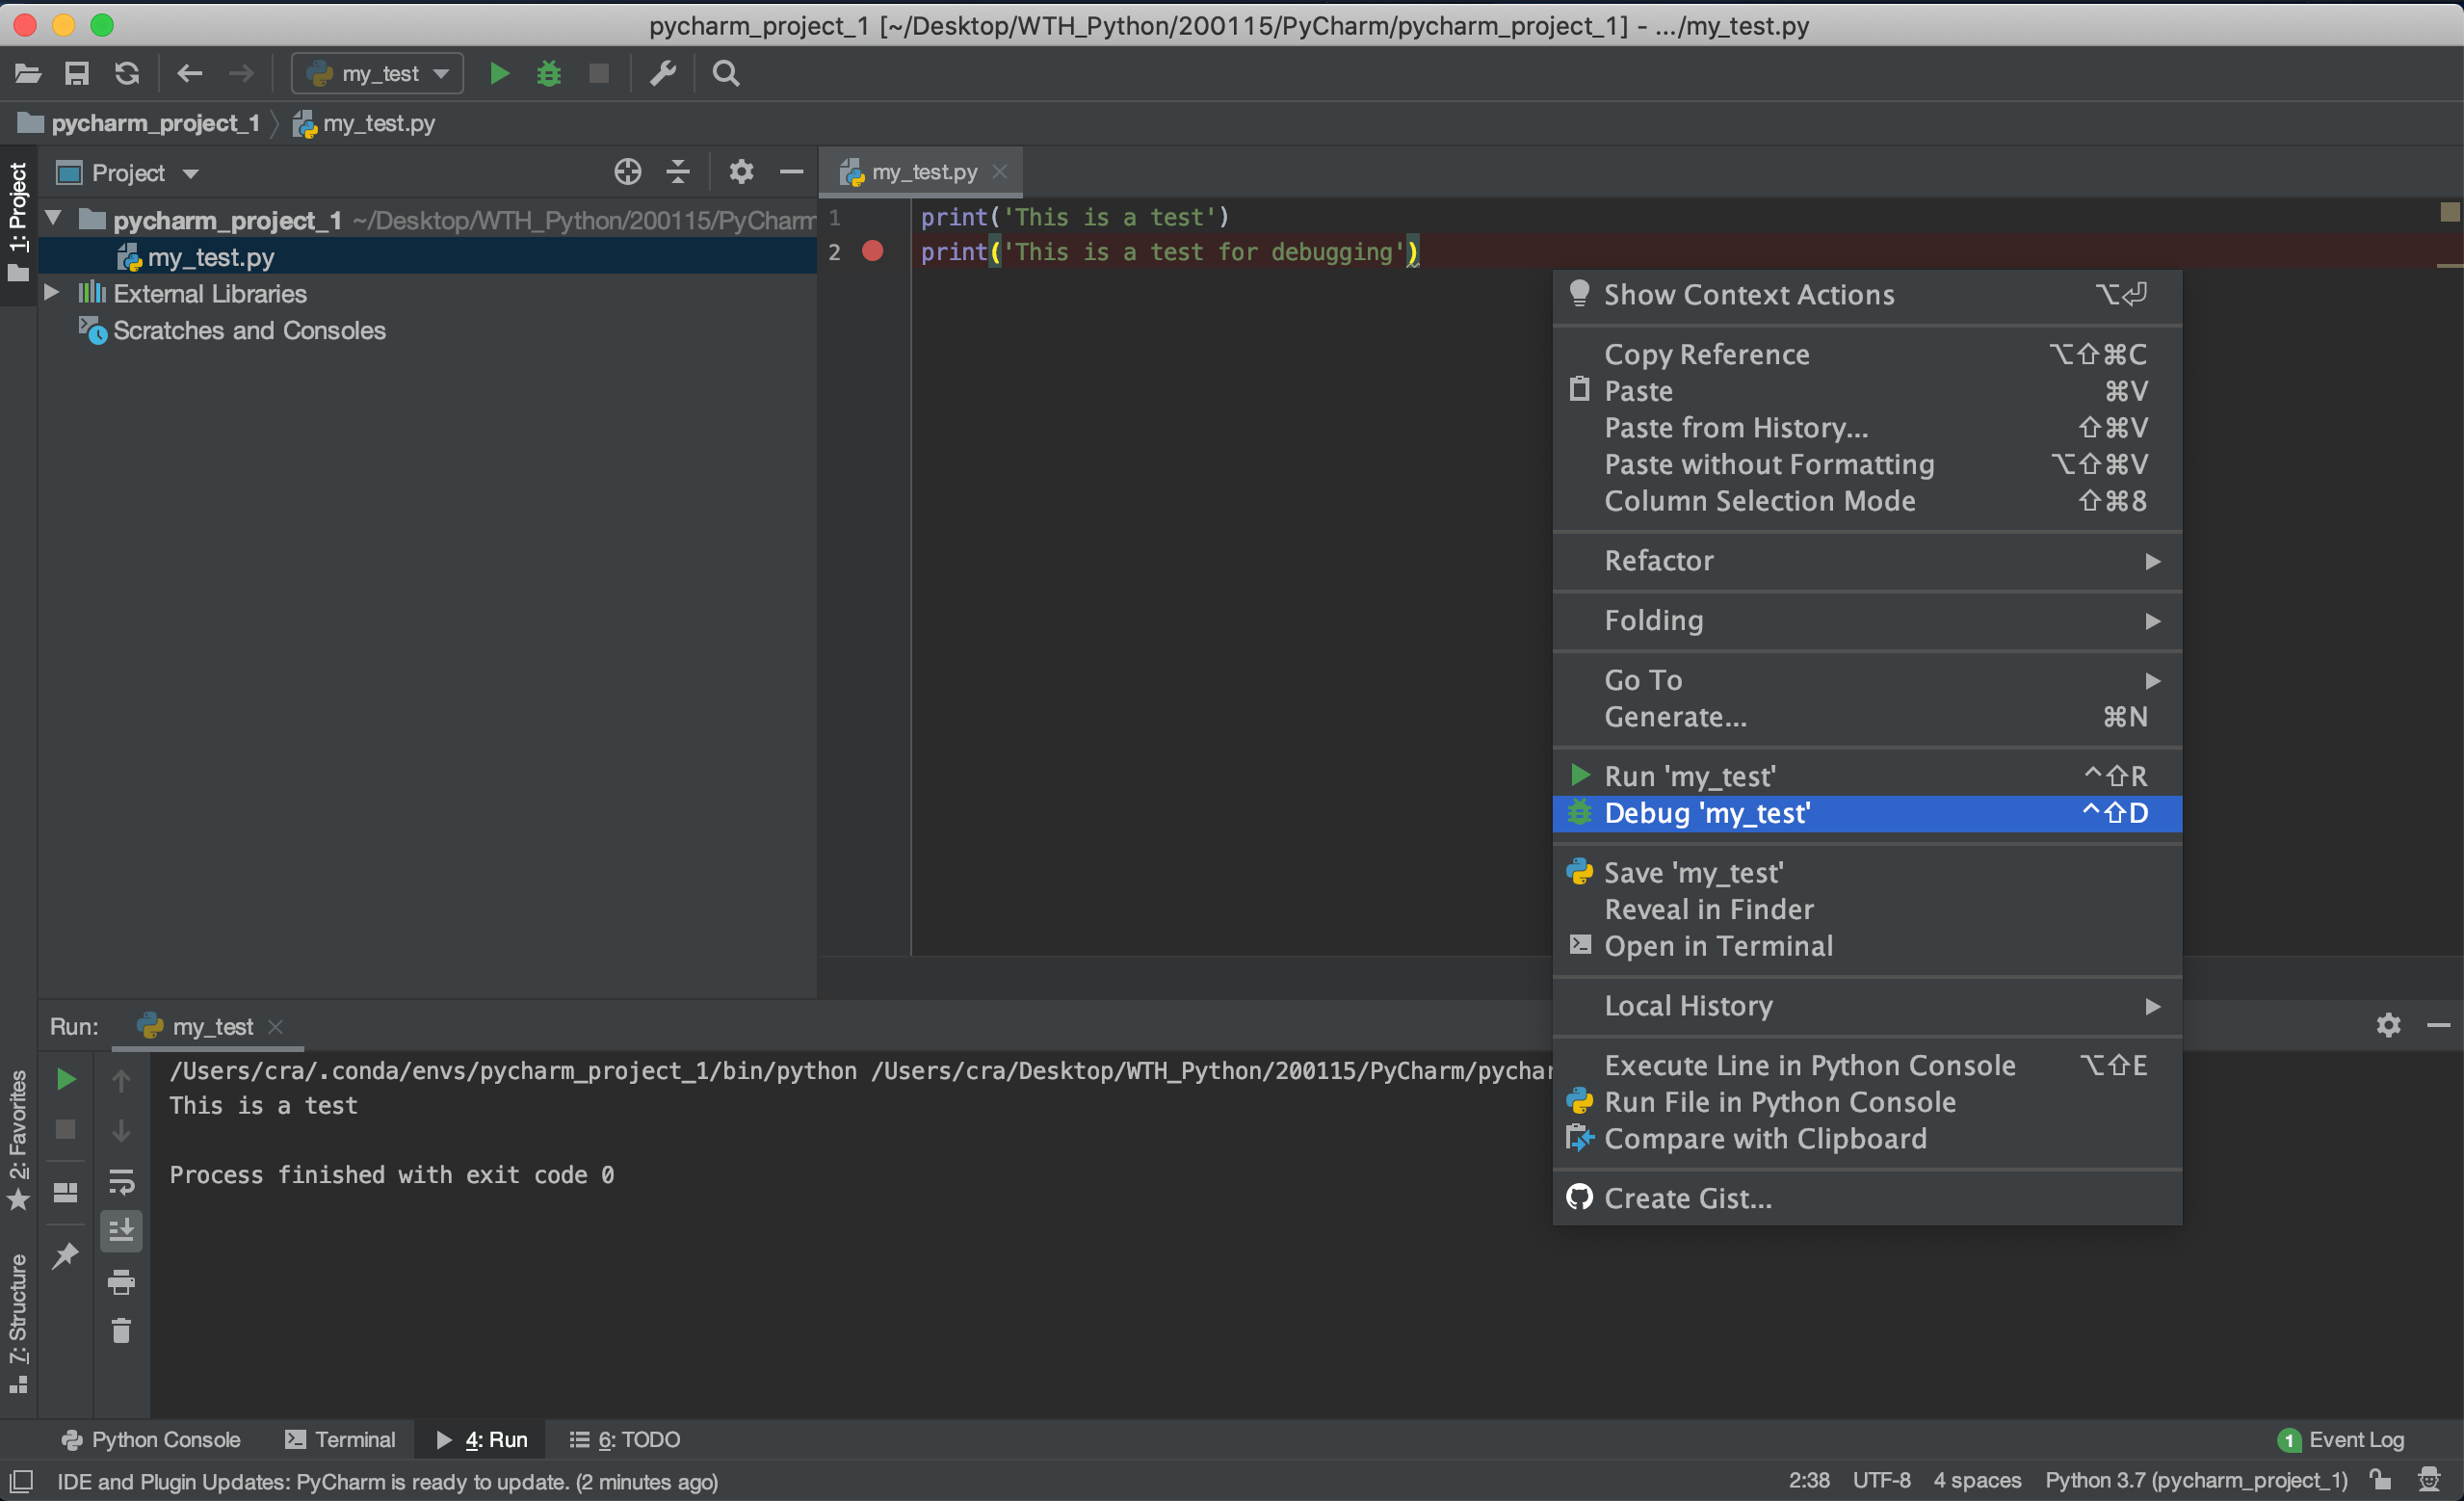 pycharm_project_1 [~/Desktop/WTH_Python/200115/PyCharm/pycharm_project_1] - .../my_test.py
my_test
pycharm_project_1 my_test.py
1: Project
Project
pycharm_project_1 ~/Desktop/WTH_Python/200115/PyCharm
my_test.py
External Libraries
Scratches and Consoles
my_test.py
1 print('This is a test')
2 print('This is a test for debugging')
Show Context Actions ⌥⏎
Copy Reference ⌥⇧⌘C
Paste ⌘V
Paste from History... ⇧⌘V
Paste without Formatting ⌥⇧⌘V
Column Selection Mode ⇧⌘8
Refactor
Folding
Go To
Generate... ⌘N
Run 'my_test' ^⇧R
Debug 'my_test' ^⇧D
Save 'my_test'
Reveal in Finder
Open in Terminal
Local History
Execute Line in Python Console ⌥⇧E
Run File in Python Console
Compare with Clipboard
Create Gist...
Run: my_test
/Users/cra/.conda/envs/pycharm_project_1/bin/python /Users/cra/Desktop/WTH_Python/200115/PyCharm/pychar
This is a test
Process finished with exit code 0
2: Favorites
7: Structure
Python Console Terminal 4: Run 6: TODO
1 Event Log
IDE and Plugin Updates: PyCharm is ready to update. (2 minutes ago)
2:38 UTF-8 4 spaces Python 3.7 (pycharm_project_1)